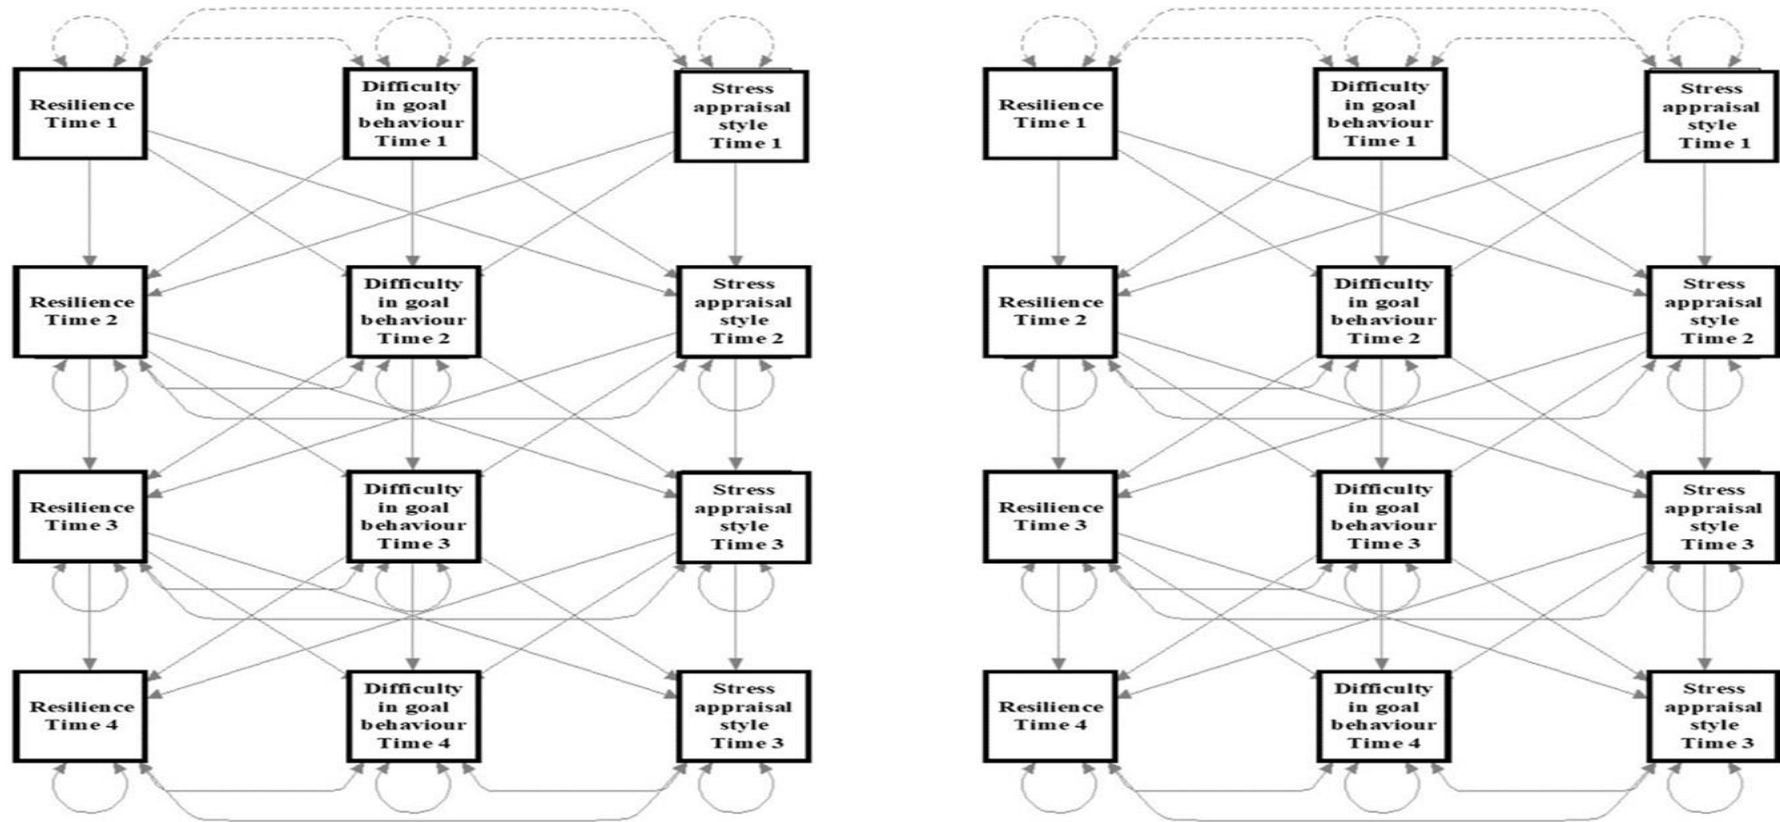 Resilience
Time 1
Difficulty
in goal
behaviour
Time 1
Stress
appraisal
style
Time 1
Resilience
Time 2
Difficulty
in goal
behaviour
Time 2
Stress
appraisal
style
Time 2
Resilience
Time 3
Difficulty
in goal
behaviour
Time 3
Stress
appraisal
style
Time 3
Resilience
Time 4
Difficulty
in goal
behaviour
Time 4
Stress
appraisal
style
Time 3
Resilience
Time 1
Difficulty
in goal
behaviour
Time 1
Stress
appraisal
style
Time 1
Resilience
Time 2
Difficulty
in goal
behaviour
Time 2
Stress
appraisal
style
Time 2
Resilience
Time 3
Difficulty
in goal
behaviour
Time 3
Stress
appraisal
style
Time 3
Resilience
Time 4
Difficulty
in goal
behaviour
Time 4
Stress
appraisal
style
Time 3